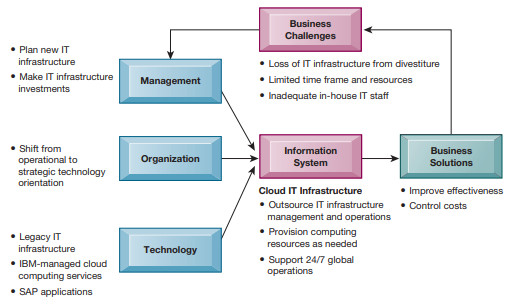 Business
Challenges
• Loss of IT infrastructure from divestiture
• Limited time frame and resources
• Inadequate in-house IT staff
• Plan new IT
infrastructure
• Make IT infrastructure
investments
Management
• Shift from
operational to
strategic technology
orientation
Organization
Information
System
Business
Solutions
Cloud IT Infrastructure
• Outsource IT infrastructure
management and operations
• Provision computing
resources as needed
• Support 24/7 global
operations
• Improve effectiveness
• Control costs
• Legacy IT
infrastructure
• IBM-managed cloud
computing services
• SAP applications
Technology